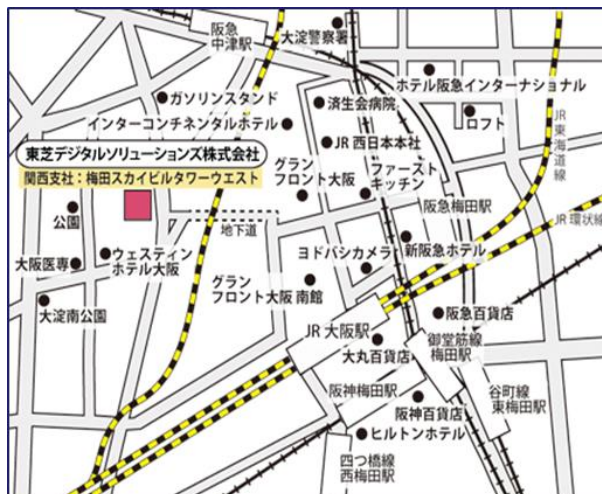 阪急
中津駅
大淀警察署
ホテル阪急インターナショナル
ガソリンスタンド
済生会病院
ロフト
インターコンチネンタルホテル
JR 西日本本社
JR東海道線
東芝デジタルソリューションズ株式会社
関西支社：梅田スカイビルタワーウエスト
グラン
フロント大阪
ファースト
キッチン
阪急梅田駅
JR 環状線
公園
地下道
ヨドバシカメラ
新阪急ホテル
大阪医専
ウェスティン
ホテル大阪
グラン
フロント大阪 南館
大淀南公園
阪急百貨店
JR 大阪駅
御堂筋線
梅田駅
大丸百貨店
阪神梅田駅
谷町線
東梅田駅
阪神百貨店
ヒルトンホテル
四つ橋線
西梅田駅